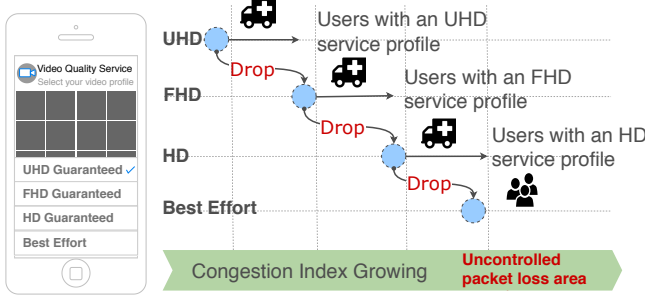 Video Quality Service
Select your video profile
UHD Guaranteed
FHD Guaranteed
HD Guaranteed
Best Effort
UHD
Users with an UHD
service profile
Drop
FHD
Users with an FHD
service profile
Drop
HD
Users with an HD
service profile
Drop
Best Effort
Congestion Index Growing
Uncontrolled
packet loss area